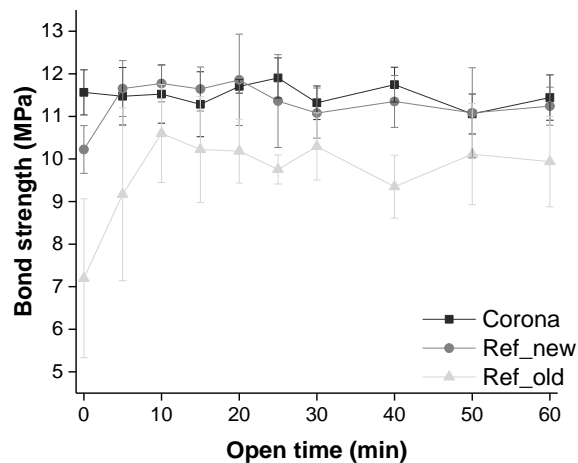 13
12
11
10
9
8
7
6
5
Bond strength (MPa)
Corona
Ref_new
Ref_old
0 10 20 30 40 50 60
Open time (min)